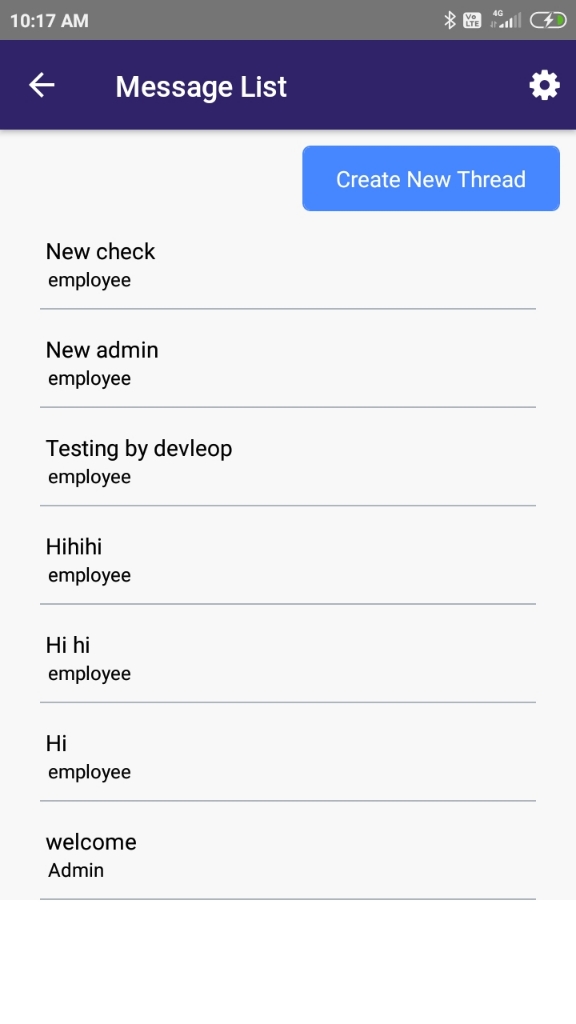 10:17 AM
Vo
LTE
4G
Message List
Create New Thread
New check
employee
New admin
employee
Testing by devleop
employee
Hihihi
employee
Hi hi
employee
Hi
employee
welcome
Admin